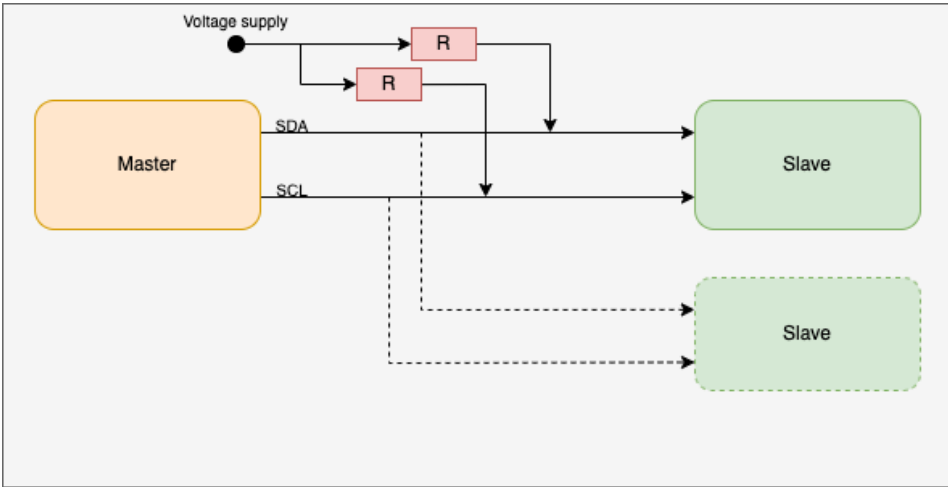 Voltage supply
R
R
SDA
Master
Slave
SCL
Slave